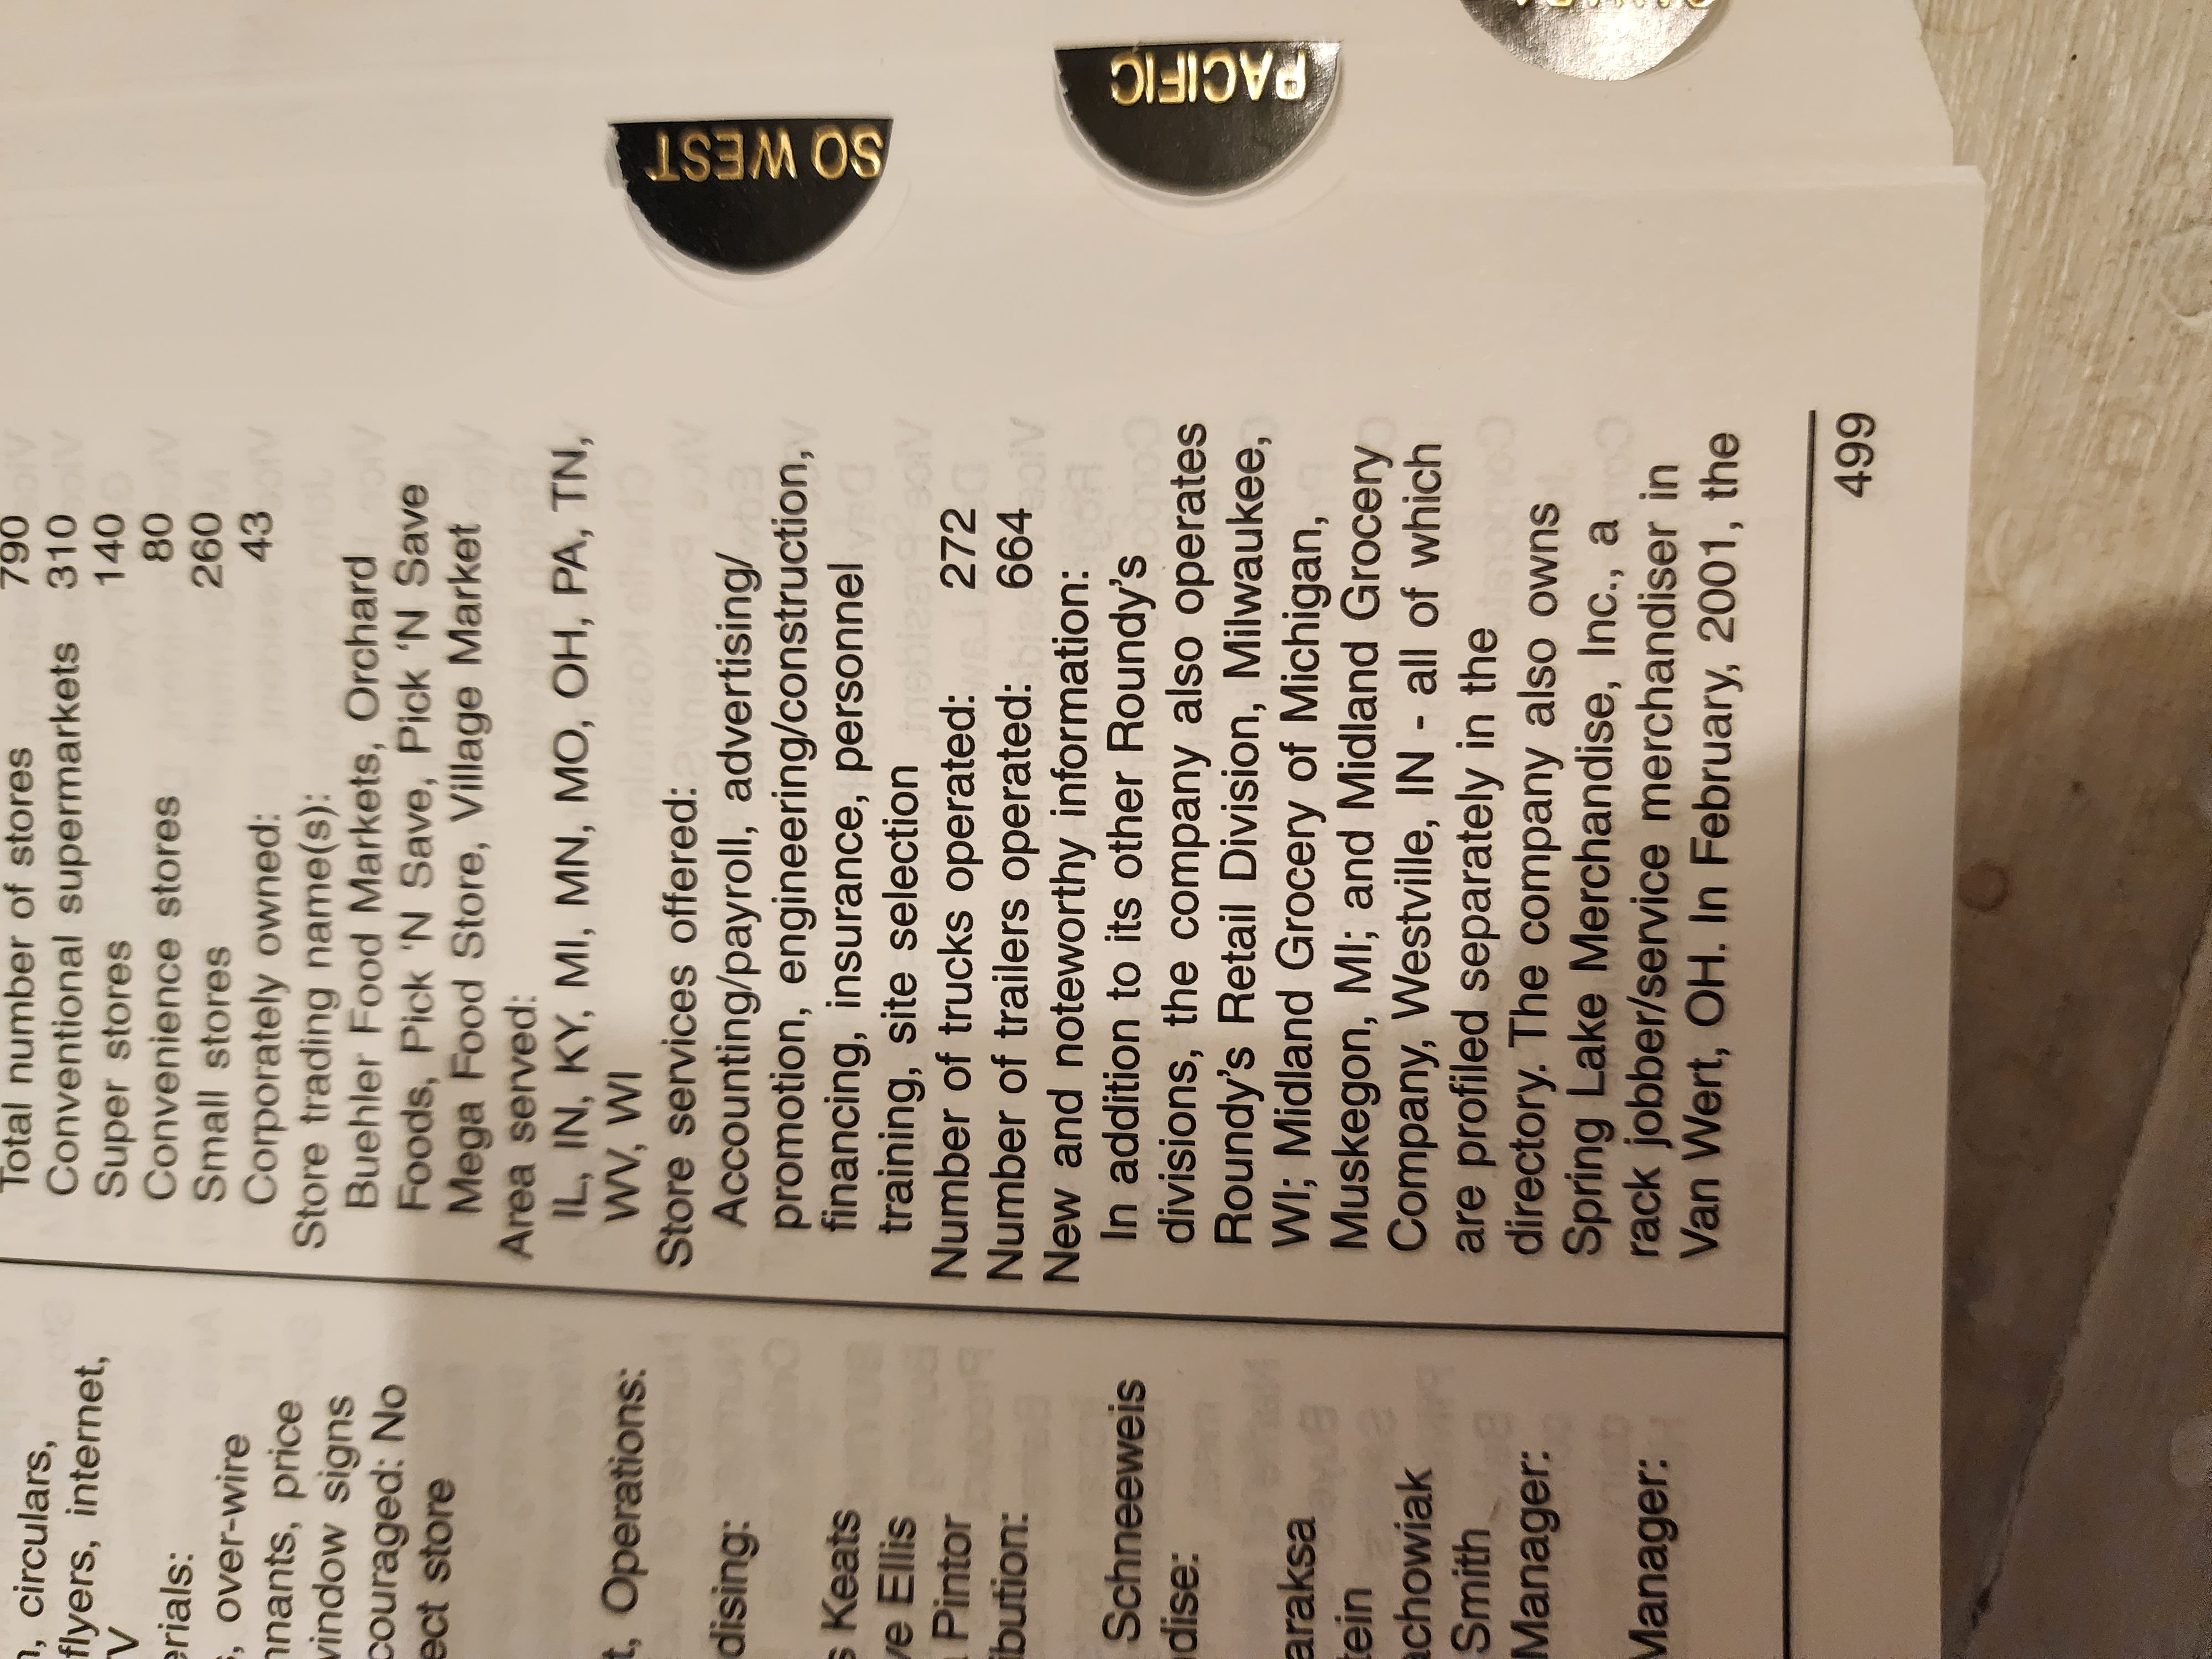 n, circulars,
flyers, internet,
V
erials:
over-wire
nnants, price
window signs
couraged: No
ect store
t, Operations:
dising:
s Keats
ve Ellis
Pintor
ibution:
Schneeweis
dise:
araksa
tein
achowiak
Smith
Manager:
Manager:
Total number of stores 790
Conventional supermarkets 310
Super stores 140
Convenience stores 80
Small stores 260
Corporately owned: 43
Store trading name(s):
Buehler Food Markets, Orchard
Foods, Pick 'N Save, Pick 'N Save
Mega Food Store, Village Market
Area served:
IL, IN, KY, MI, MN, MO, OH, PA, TN,
WV, WI
Store services offered:
Accounting/payroll, advertising/
promotion, engineering/construction,
financing, insurance, personnel
training, site selection
Number of trucks operated: 272
Number of trailers operated: 664
New and noteworthy information:
In addition to its other Roundy's
divisions, the company also operates
Roundy's Retail Division, Milwaukee,
WI; Midland Grocery of Michigan,
Muskegon, MI; and Midland Grocery
Company, Westville, IN - all of which
are profiled separately in the
directory. The company also owns
Spring Lake Merchandise, Inc., a
rack jobber/service merchandiser in
Van Wert, OH. In February, 2001, the
499
SO WEST
PACIFIC